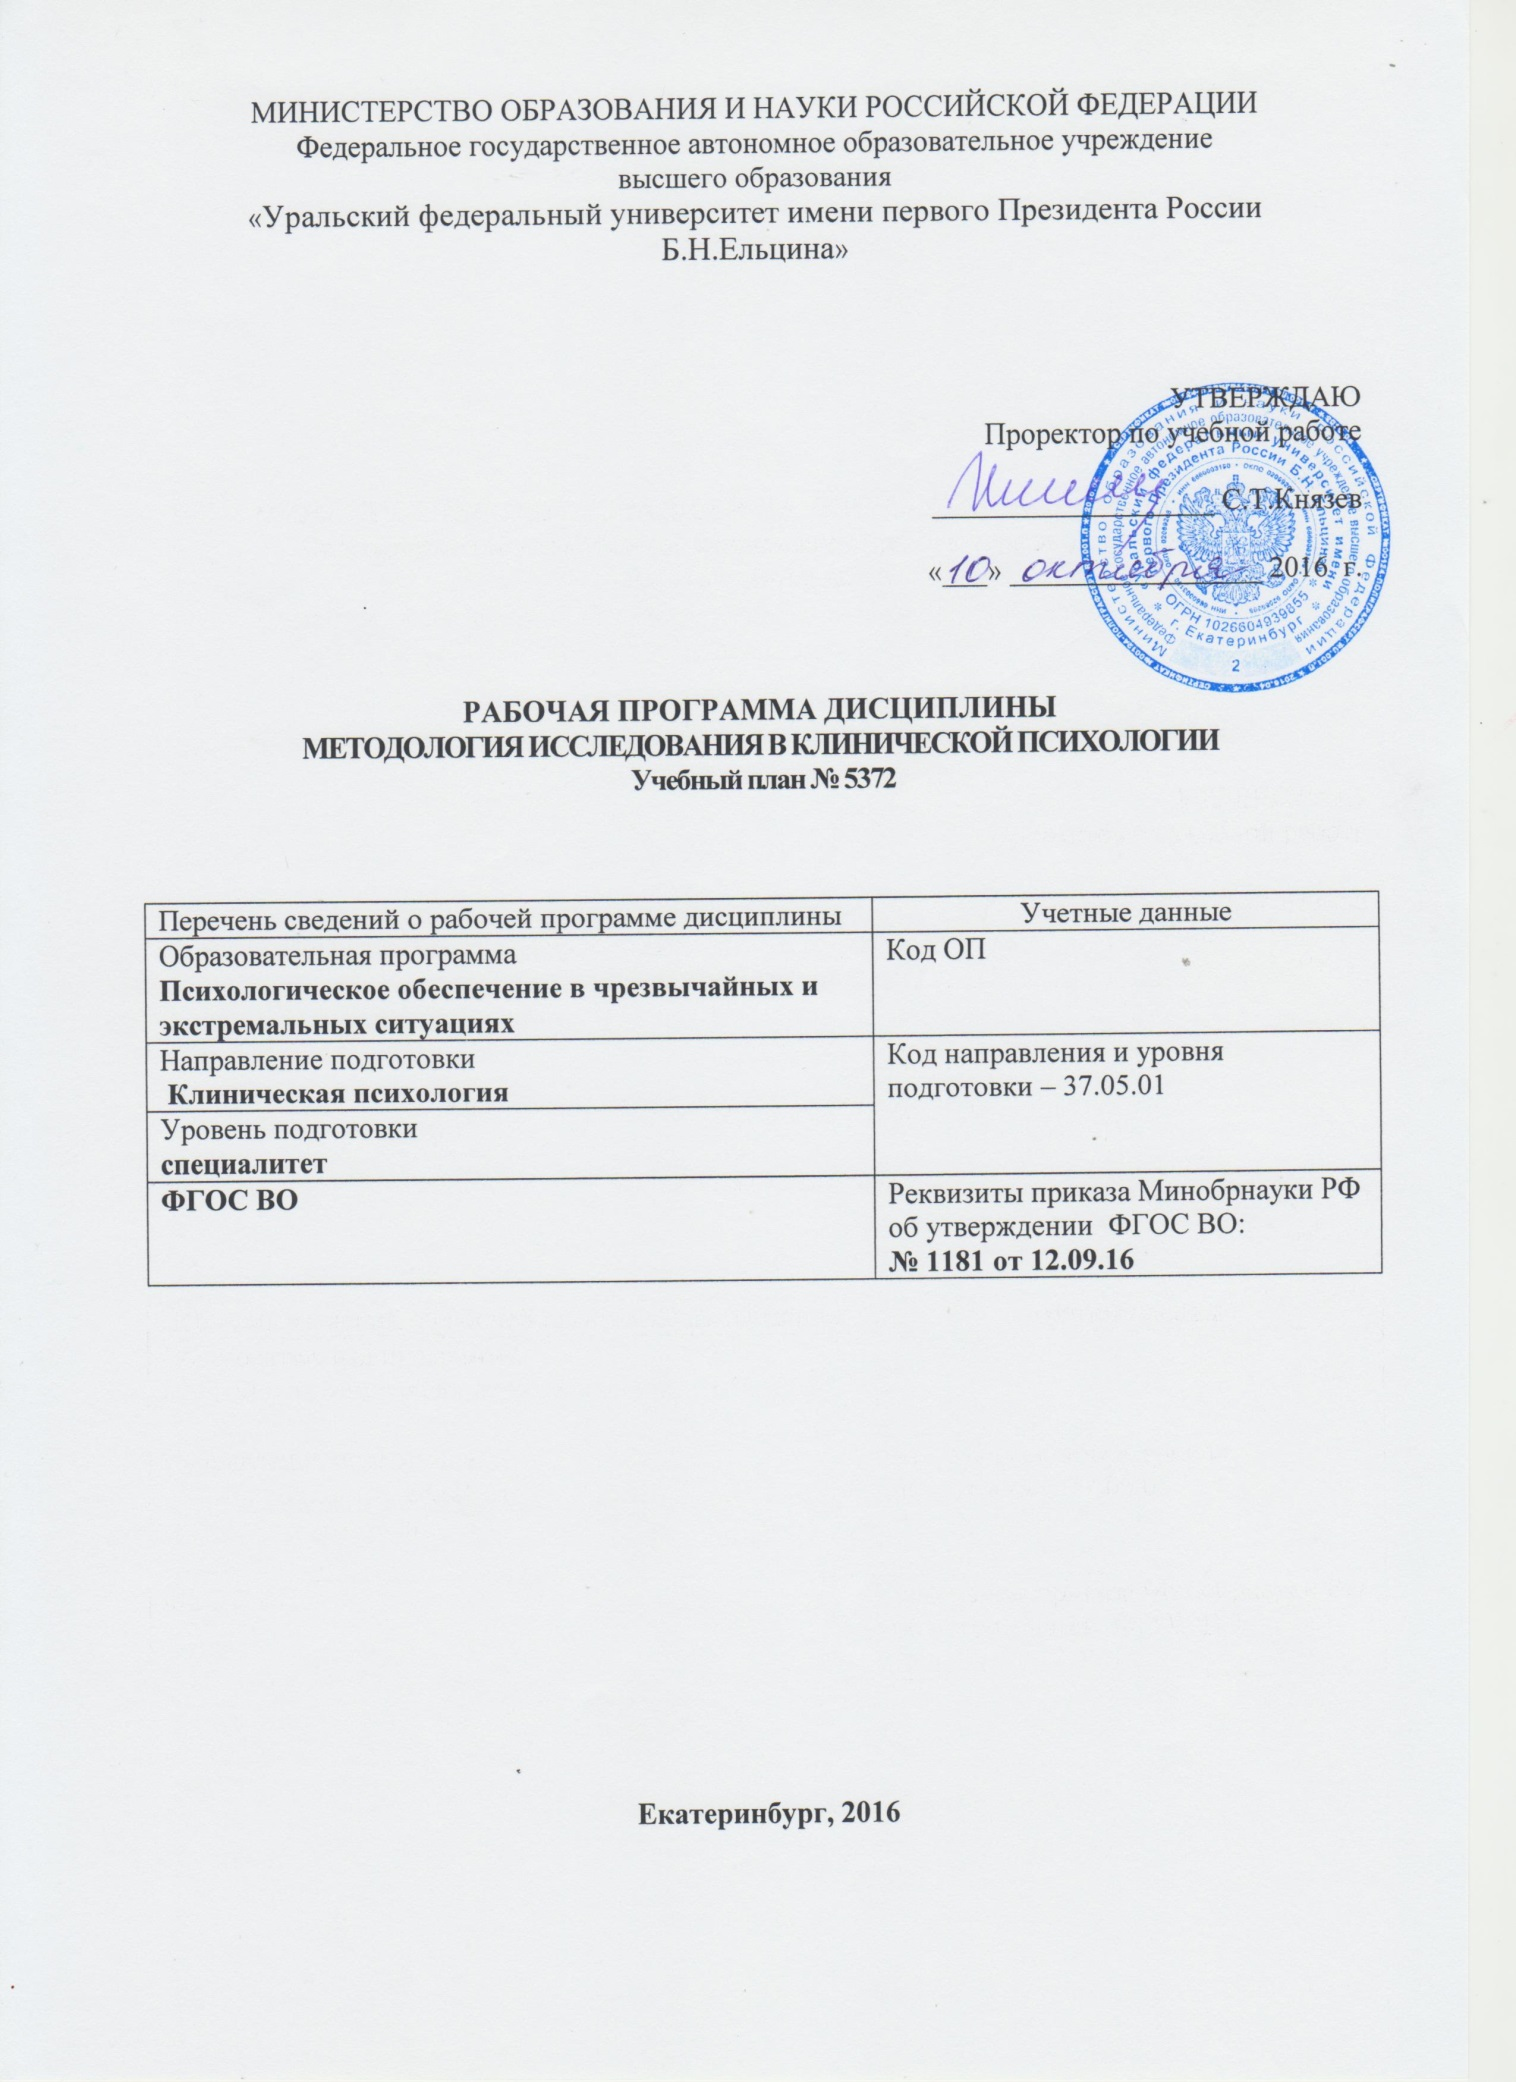 МИНИСТЕРСТВО ОБРАЗОВАНИЯ И НАУКИ РОССИЙСКОЙ ФЕДЕРАЦИИ
Федеральное государственное автономное образовательное учреждение
высшего образования
«Уральский федеральный университет имени первого Президента России
Б.Н.Ельцина»
УТВЕРЖДАЮ
Проректор по учебной работе
С.Т.Князев
«10» октября 2016 г.
ОГРН 1026604939855
г. Екатеринбург
2
РАБОЧАЯ ПРОГРАММА ДИСЦИПЛИНЫ
МЕТОДОЛОГИЯ ИССЛЕДОВАНИЯ В КЛИНИЧЕСКОЙ ПСИХОЛОГИИ
Учебный план № 5372
Перечень сведений о рабочей программе дисциплины
Учетные данные
Образовательная программа
Психологическое обеспечение в чрезвычайных и
экстремальных ситуациях
Код ОП
Направление подготовки
Клиническая психология
Код направления и уровня
подготовки – 37.05.01
Уровень подготовки
специалитет
ФГОС ВО
Реквизиты приказа Минобрнауки РФ
об утверждении ФГОС ВО:
№ 1181 от 12.09.16
Екатеринбург, 2016